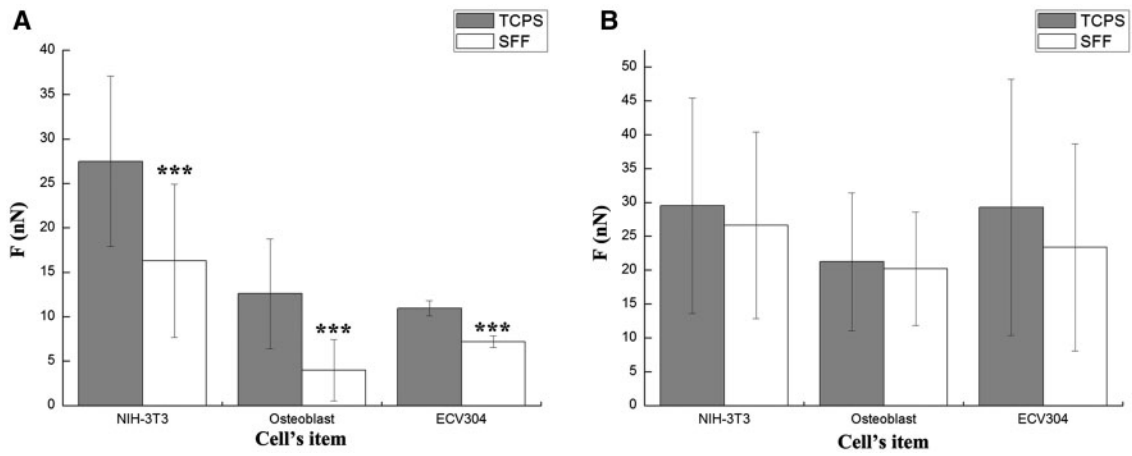 A
TCPS
SFF
40
35
30
25
20
15
10
5
0
F (nN)
***
***
***
NIH-3T3
Osteoblast
ECV304
Cell's item
B
TCPS
SFF
50
45
40
35
30
25
20
15
10
5
0
F (nN)
NIH-3T3
Osteoblast
ECV304
Cell's item